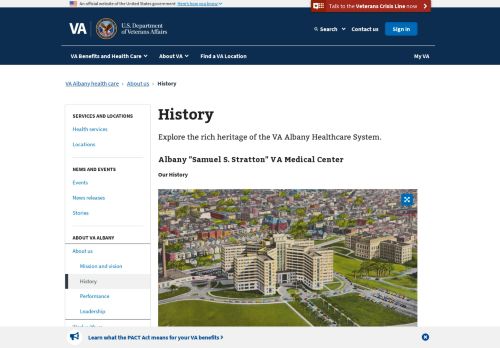 An official website of the United States government Here's how you know
Talk to the Veterans Crisis Line now
VA
U.S. Department
of Veterans Affairs
Search
Contact us
Sign in
VA Benefits and Health Care
About VA
Find a VA Location
My VA
VA Albany health care › About us › History
SERVICES AND LOCATIONS
Health services
Locations
NEWS AND EVENTS
Events
News releases
Stories
ABOUT VA ALBANY
About us
Mission and vision
History
Performance
Leadership
History
Explore the rich heritage of the VA Albany Healthcare System.
Albany "Samuel S. Stratton" VA Medical Center
Our History
Learn what the PACT Act means for your VA benefits